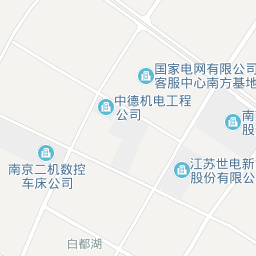 国家电网有限公司
客服中心南方基地
中德机电工程
公司
南
江苏世电新
股份有限公
南京二机数控
车床公司
白都湖